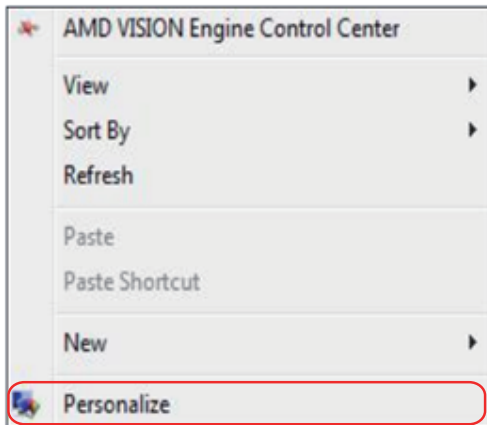 AMD VISION Engine Control Center
View
Sort By
Refresh
Paste
Paste Shortcut
New
Personalize